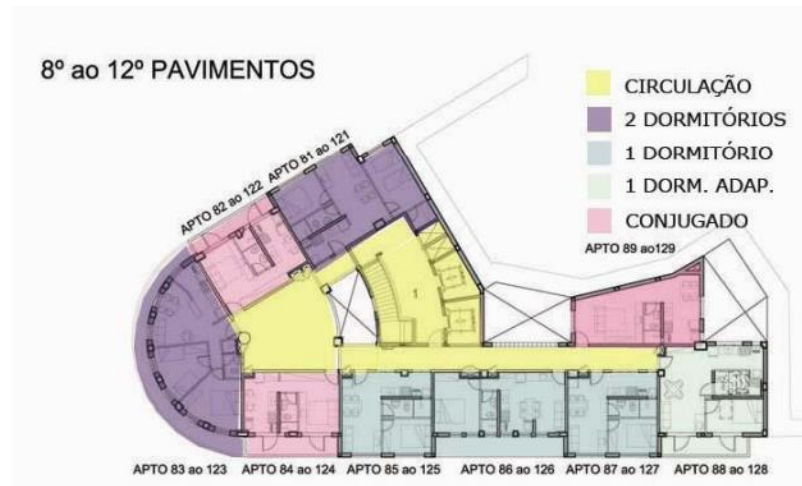 8º ao 12º PAVIMENTOS
CIRCULAÇÃO
2 DORMITÓRIOS
1 DORMITÓRIO
1 DORM. ADAP.
CONJUGADO
APTO 81 ao 121
APTO 82 ao 122
APTO 89 ao129
1
APTO 83 ao 123
APTO 84 ao 124
APTO 85 ao 125
APTO 86 ao 126
APTO 87 ao 127
APTO 88 ao 128